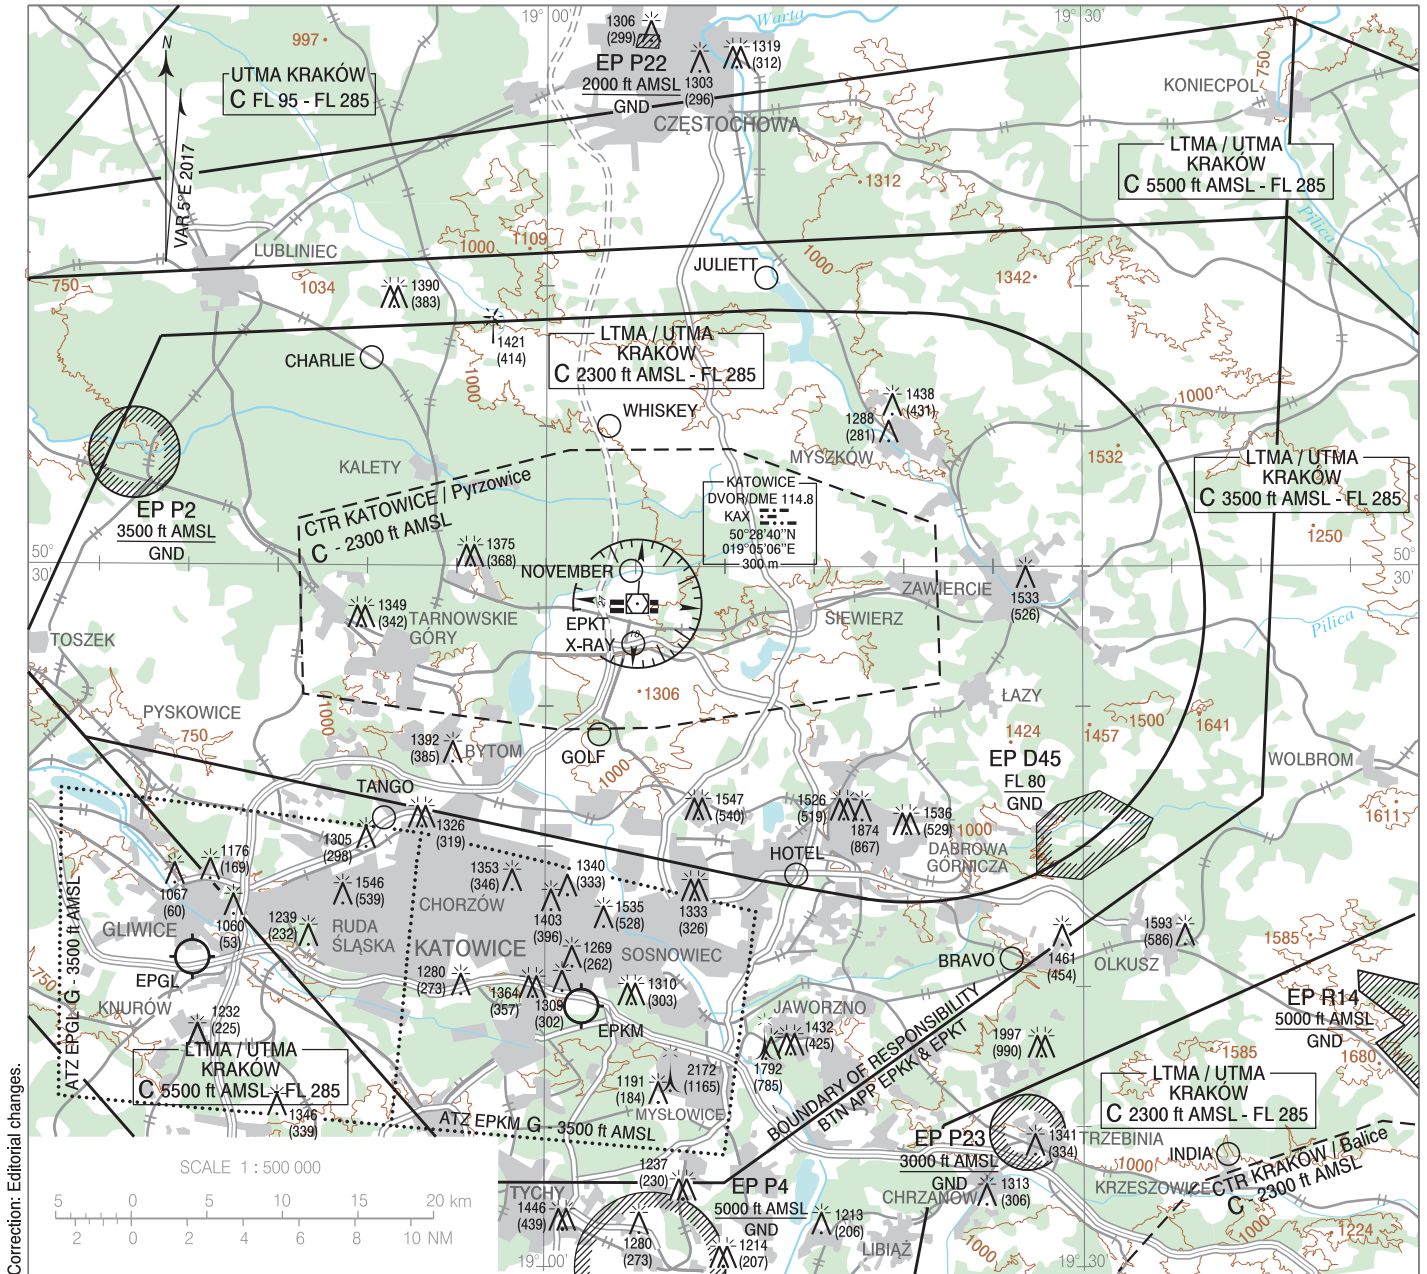 19° 00'
19° 30'
N
VAR 5°E 2017
997
UTMA KRAKÓW
C FL 95 - FL 285
1306
(299)
EP P22
2000 ft AMSL
GND
1303
(296)
1319
(312)
Warta
CZĘSTOCHOWA
750
KONIECPOL
LTMA / UTMA
KRAKÓW
C 5500 ft AMSL - FL 285
Pilica
1312
1000
1342
LUBLINIEC
750
1034
1000
1109
1390
(383)
JULIETT
1421
(414)
CHARLIE
1000
LTMA / UTMA
KRAKÓW
C 2300 ft AMSL - FL 285
WHISKEY
1438
(431)
1288
(281)
MYSZKÓW
1000
1532
LTMA / UTMA
KRAKÓW
C 3500 ft AMSL - FL 285
1250
KALETY
EP P2
3500 ft AMSL
GND
CTR KATOWICE / Pyrzowice
C - 2300 ft AMSL
KATOWICE
DVOR/DME 114.8
KAX
50°28'40''N
019°05'06''E
300 m
50°
30'
50°
30'
1375
(368)
NOVEMBER
EPKT
X-RAY
27
18
ZAWIERCIE
1533
(526)
SIEWIERZ
Pilica
1349
(342)
TARNOWSKIE
GÓRY
TOSZEK
1306
ŁAZY
1424
1457
1500
1641
PYSKOWICE
750
1000
1392
(385)
BYTOM
GOLF
1000
EP D45
FL 80
GND
WOLBROM
1611
TANGO
1305
(298)
1326
(319)
1547
(540)
1526
(519)
1874
(867)
1536
(529)
1000
DĄBROWA
GÓRNICZA
HOTEL
1176
(169)
1067
(60)
1060
(53)
1546
(539)
1239
(232)
RUDA
ŚLĄSKA
1353
(346)
CHORZÓW
1340
(333)
1403
(396)
1535
(528)
1333
(326)
GLIWICE
EPGL
ATZ EPGL G - 3500 ft AMSL
KATOWICE
1269
(262)
SOSNOWIEC
1280
(273)
1364
(357)
1309
(302)
1310
(303)
EPKM
BRAVO
1461
(454)
1593
(586)
OLKUSZ
1585
750
KNURÓW
1232
(225)
JAWORZNO
1432
(425)
1792
(785)
BOUNDARY OF RESPONSIBILITY
BTN APP EPKK & EPKT
1997
(990)
EP R14
5000 ft AMSL
GND
1585
1680
LTMA / UTMA
KRAKÓW
C 5500 ft AMSL - FL 285
1346
(339)
2172
(1165)
1191
(184)
MYSŁOWICE
ATZ EPKM G - 3500 ft AMSL
LTMA / UTMA
KRAKÓW
C 2300 ft AMSL - FL 285
EP P23
3000 ft AMSL
GND
1341
(334)
TRZEBINIA
INDIA
1000
KRZESZOWICE
CTR KRAKÓW / Balice
C - 2300 ft AMSL
CHRZANÓW
1313
(306)
1237
(230)
EP P4
5000 ft AMSL
GND
TYCHY
1446
(439)
1280
(273)
1214
(207)
1213
(206)
LIBIĄŻ
1000
1000
1224
19° 00'
19° 30'
SCALE 1 : 500 000
5 0 5 10 15 20 km
2 0 2 4 6 8 10 NM
Correction: Editorial changes.